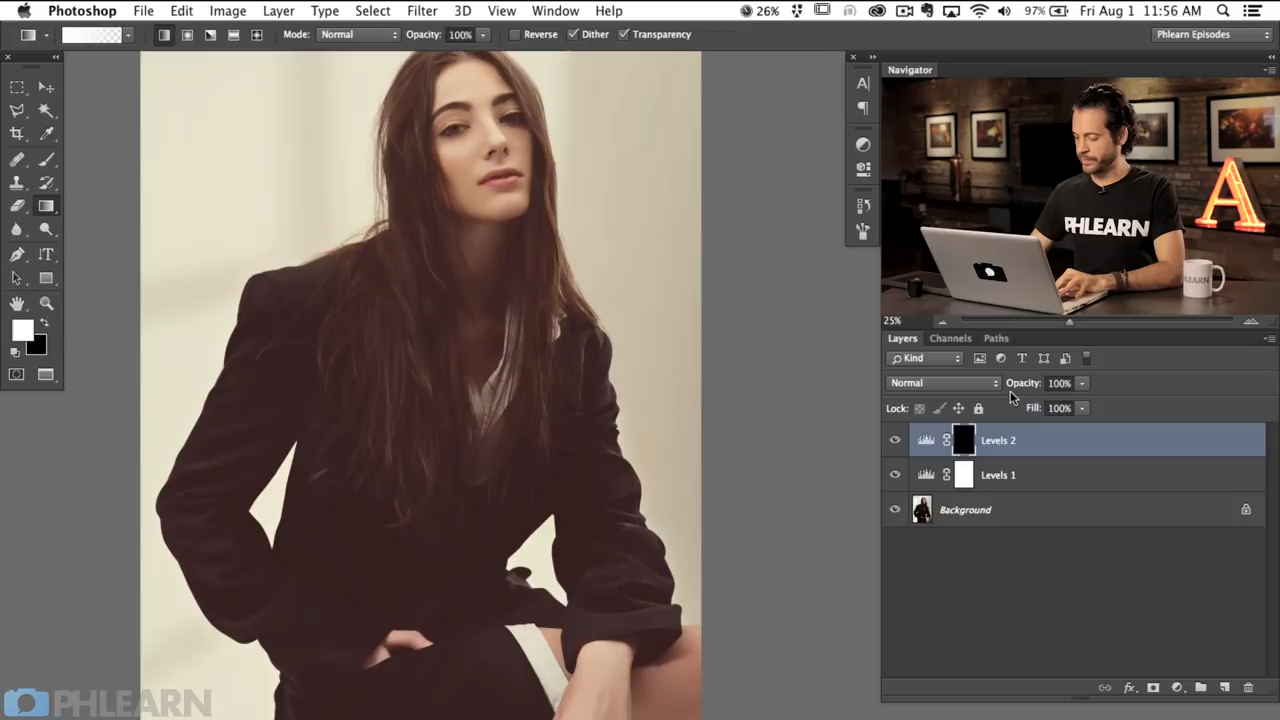 Photoshop File Edit Image Layer Type Select Filter 3D View Window Help 26% 97% Fri Aug 1 11:56 AM
Mode: Normal Opacity: 100% Reverse Dither Transparency Phlearn Episodes
Navigator
PHLEARN
A
PHLEARN
25%
Layers Channels Paths
Kind
Normal Opacity: 100%
Lock: Fill: 100%
Levels 2
Levels 1
Background
fx
PHLEARN